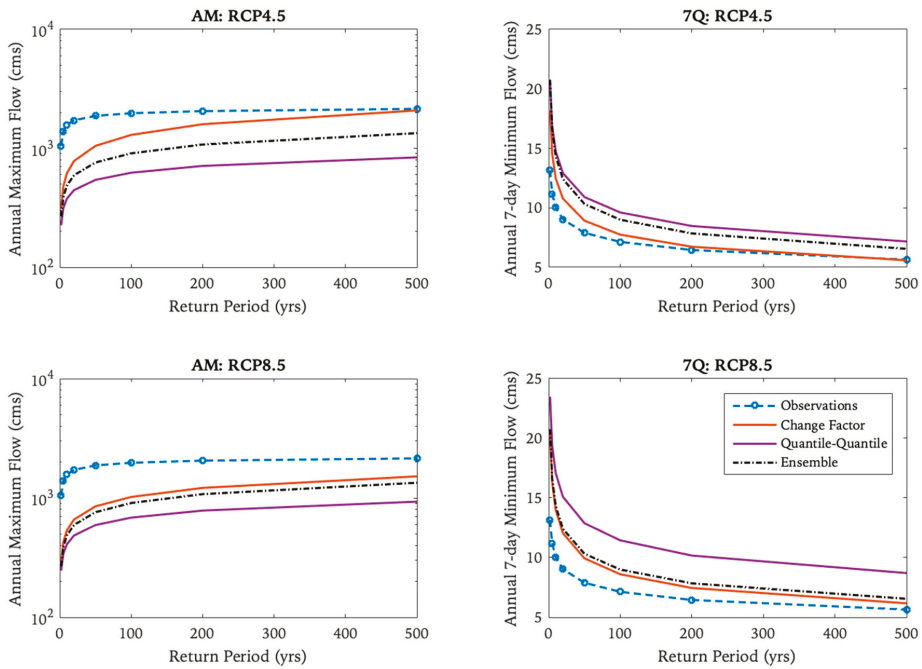 AM: RCP4.5
10^4
10^3
10^2
Annual Maximum Flow (cms)
0 100 200 300 400 500
Return Period (yrs)
7Q: RCP4.5
25
20
15
10
5
Annual 7-day Minimum Flow (cms)
0 100 200 300 400 500
Return Period (yrs)
AM: RCP8.5
10^4
10^3
10^2
Annual Maximum Flow (cms)
0 100 200 300 400 500
Return Period (yrs)
7Q: RCP8.5
25
20
15
10
5
Annual 7-day Minimum Flow (cms)
Observations
Change Factor
Quantile-Quantile
Ensemble
0 100 200 300 400 500
Return Period (yrs)